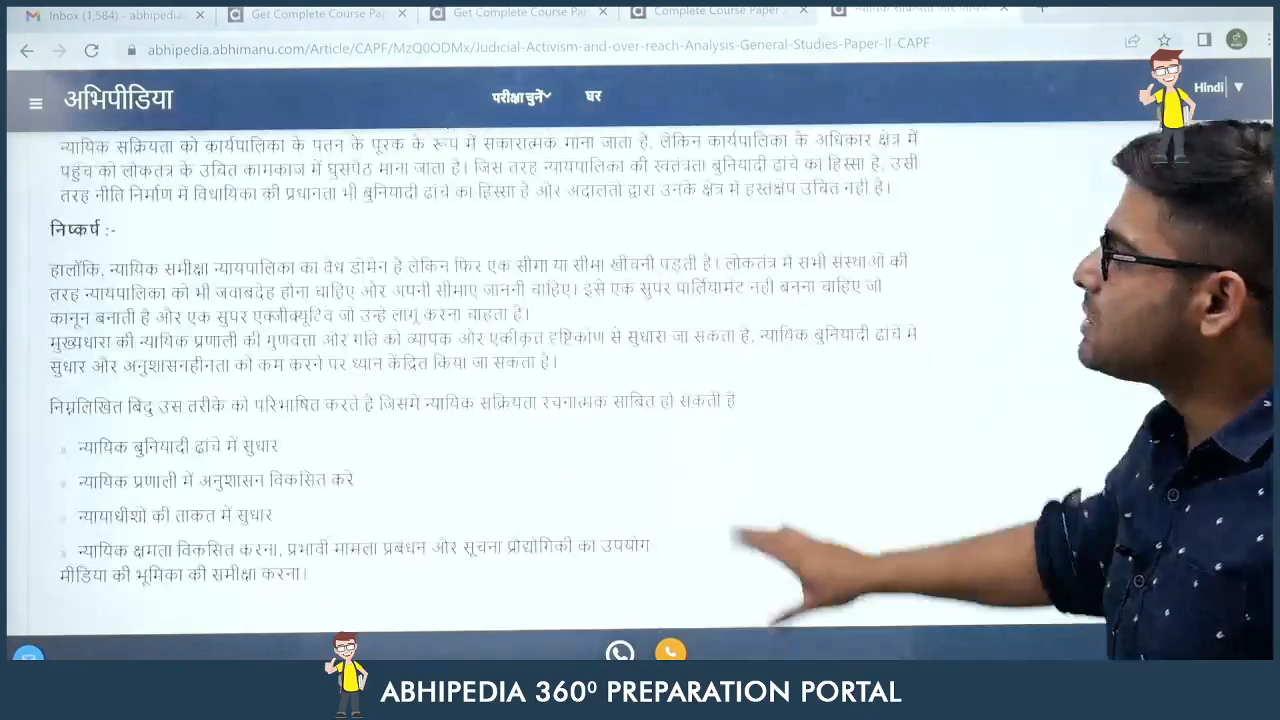 Inbox (1,584) - abhipedia
Get Complete Course Pa
Get Complete Course Pa
Complete Course Paper
abhipedia.abhimanu.com/Article/CAPF/MzQ0ODMx/Judicial-Activism-and-over-reach-Analysis-General-Studies-Paper-II-CAPF
अभिपीडिया
परीक्षा चुनें
घर
Hindi
न्यायिक सक्रियता को कार्यपालिका के पतन के पूरक के रूप में सकारात्मक माना जाता है, लेकिन कार्यपालिका के अधिकार क्षेत्र में
पहुंच को लोकतंत्र के उचित कामकाज में घुसपैठ माना जाता है। जिस तरह न्यायपालिका की स्वतंत्रता बुनियादी ढांचे का हिस्सा है, उसी
तरह नीति निर्माण में विधायिका की प्रधानता भी बुनियादी ढांचे का हिस्सा है और अदालतों द्वारा उनके क्षेत्र में हस्तक्षेप उचित नहीं है।
निष्कर्ष :-
हालाँकि, न्यायिक समीक्षा न्यायपालिका का वैध डोमेन है लेकिन फिर एक सीमा या सीमा खींचनी पड़ती है। लोकतंत्र में सभी संस्थाओं की
तरह न्यायपालिका को भी जवाबदेह होना चाहिए और अपनी सीमाएं जाननी चाहिए। इसे एक सुपर पार्लियामेंट नहीं बनना चाहिए जो
कानून बनाती है और एक सुपर एक्जीक्यूटिव जो उन्हें लागू करना चाहता है।
मुख्यधारा की न्यायिक प्रणाली की गुणवत्ता और गति को व्यापक और एकीकृत दृष्टिकोण से सुधारा जा सकता है, न्यायिक बुनियादी ढांचे में
सुधार और अनुशासनहीनता को कम करने पर ध्यान केंद्रित किया जा सकता है।
निम्नलिखित बिंदु उस तरीके को परिभाषित करते हैं जिसमें न्यायिक सक्रियता रचनात्मक साबित हो सकती है
» न्यायिक बुनियादी ढांचे में सुधार
» न्यायिक प्रणाली में अनुशासन विकसित करें
» न्यायाधीशों की ताकत में सुधार
» न्यायिक क्षमता विकसित करना, प्रभावी मामला प्रबंधन और सूचना प्रौद्योगिकी का उपयोग
मीडिया की भूमिका की समीक्षा करना।
ABHIPEDIA 360⁰ PREPARATION PORTAL